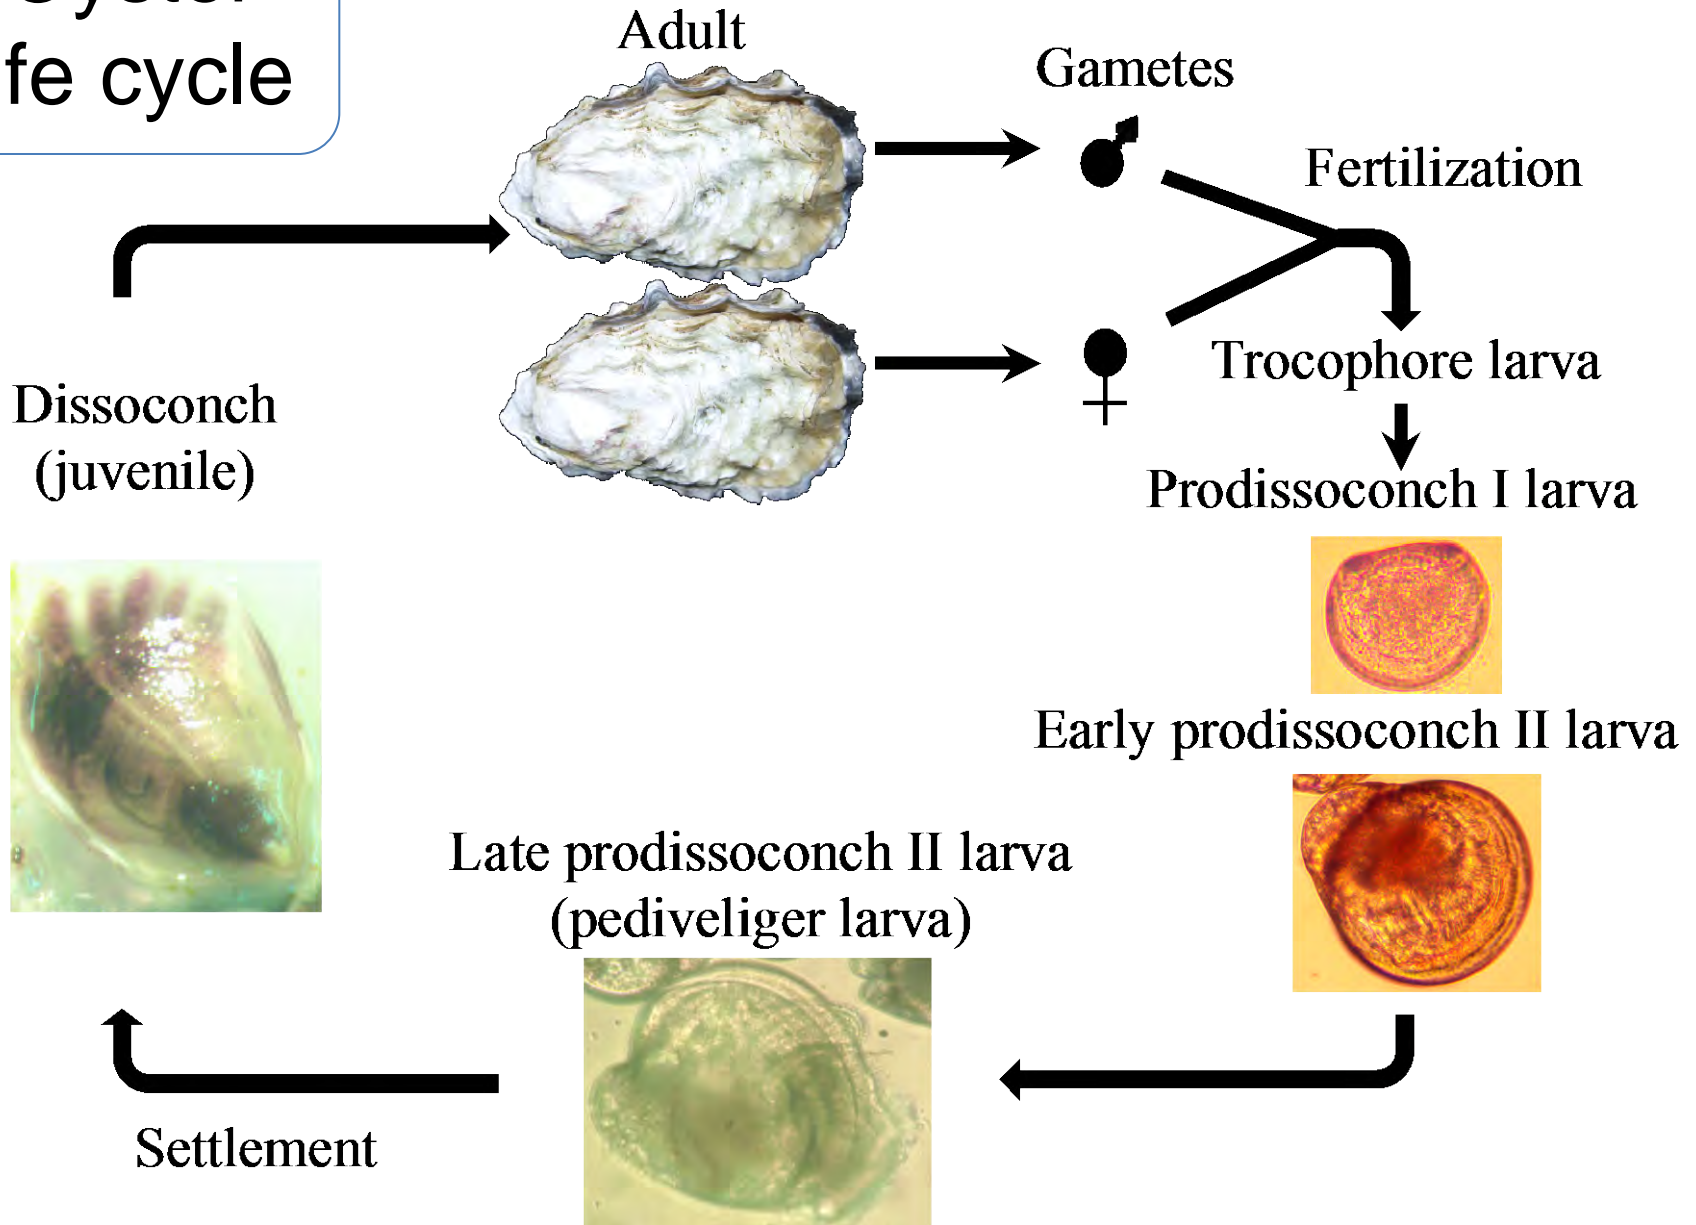 fe cycle
Adult
Gametes
Fertilization
Trocophore larva
Prodissoconch I larva
Early prodissoconch II larva
Late prodissoconch II larva
(pediveliger larva)
Settlement
Dissoconch
(juvenile)